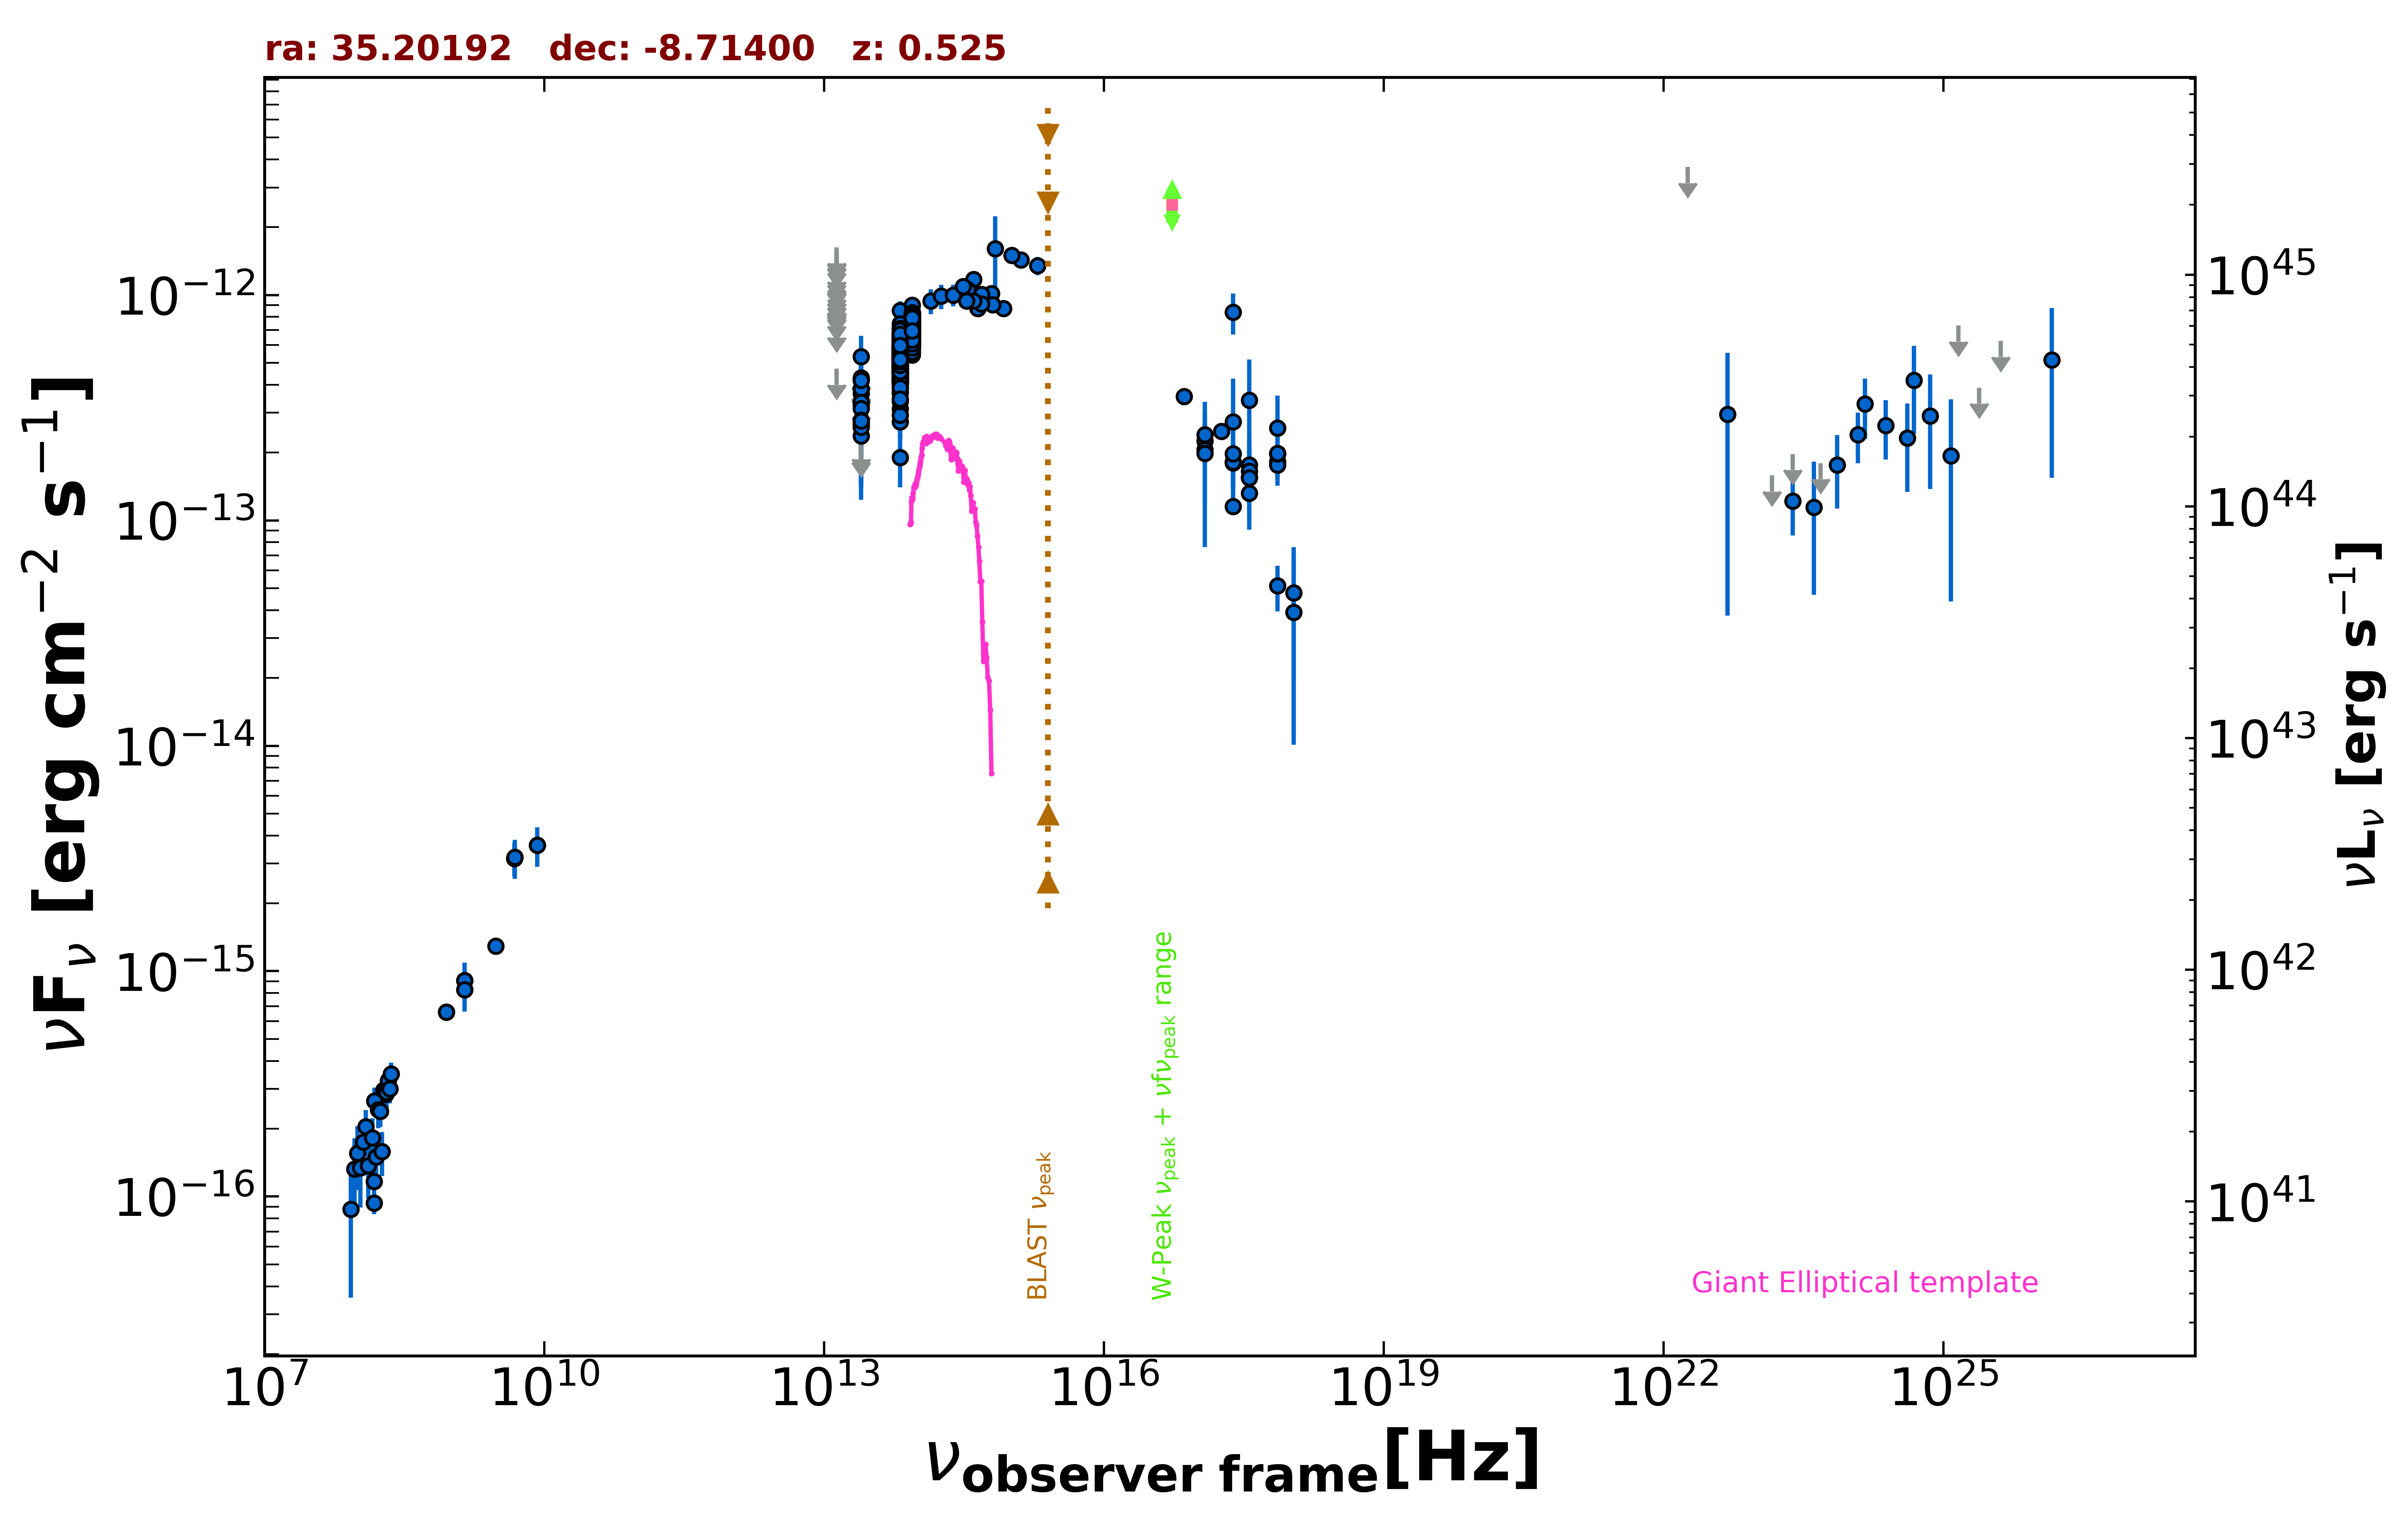 ra: 35.20192   dec: -8.71400   z: 0.525
νFν [erg cm−2 s−1]
10−12
10−13
10−14
10−15
10−16
νLν [erg s−1]
1045
1044
1043
1042
1041
BLAST νpeak
W-Peak νpeak + νfνpeak range
Giant Elliptical template
107 1010 1013 1016 1019 1022 1025
νobserver frame[Hz]